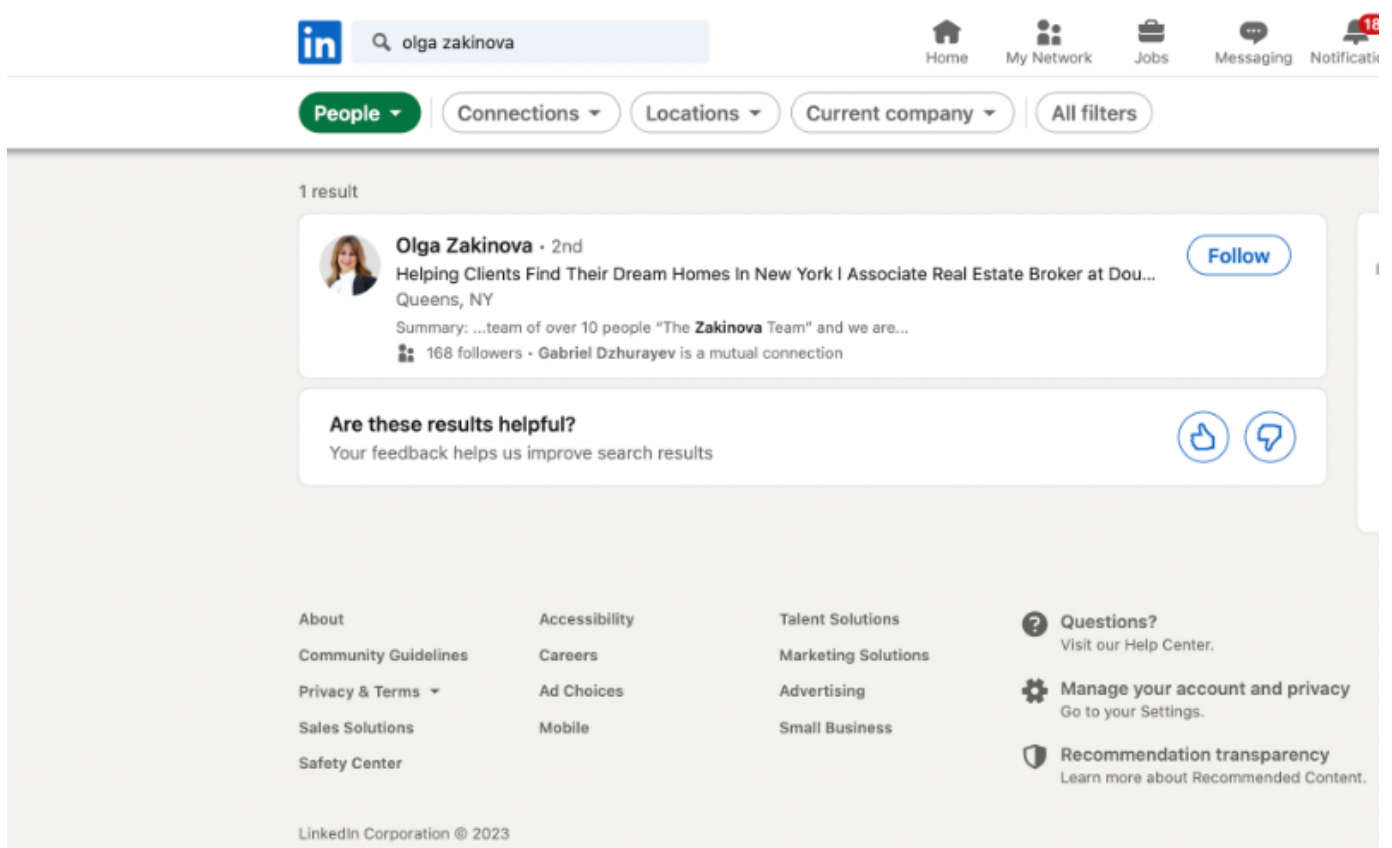 in
olga zakinova
Home
My Network
Jobs
Messaging
18
People
Connections
Locations
Current company
All filters
1 result
Olga Zakinova • 2nd
Helping Clients Find Their Dream Homes In New York I Associate Real Estate Broker at Dou...
Queens, NY
Summary: ...team of over 10 people “The Zakinova Team” and we are...
168 followers • Gabriel Dzhurayev is a mutual connection
Follow
Are these results helpful?
Your feedback helps us improve search results
About
Community Guidelines
Privacy & Terms
Sales Solutions
Safety Center
Accessibility
Careers
Ad Choices
Mobile
Talent Solutions
Marketing Solutions
Advertising
Small Business
Questions?
Visit our Help Center.
Manage your account and privacy
Go to your Settings.
Recommendation transparency
Learn more about Recommended Content.
LinkedIn Corporation © 2023